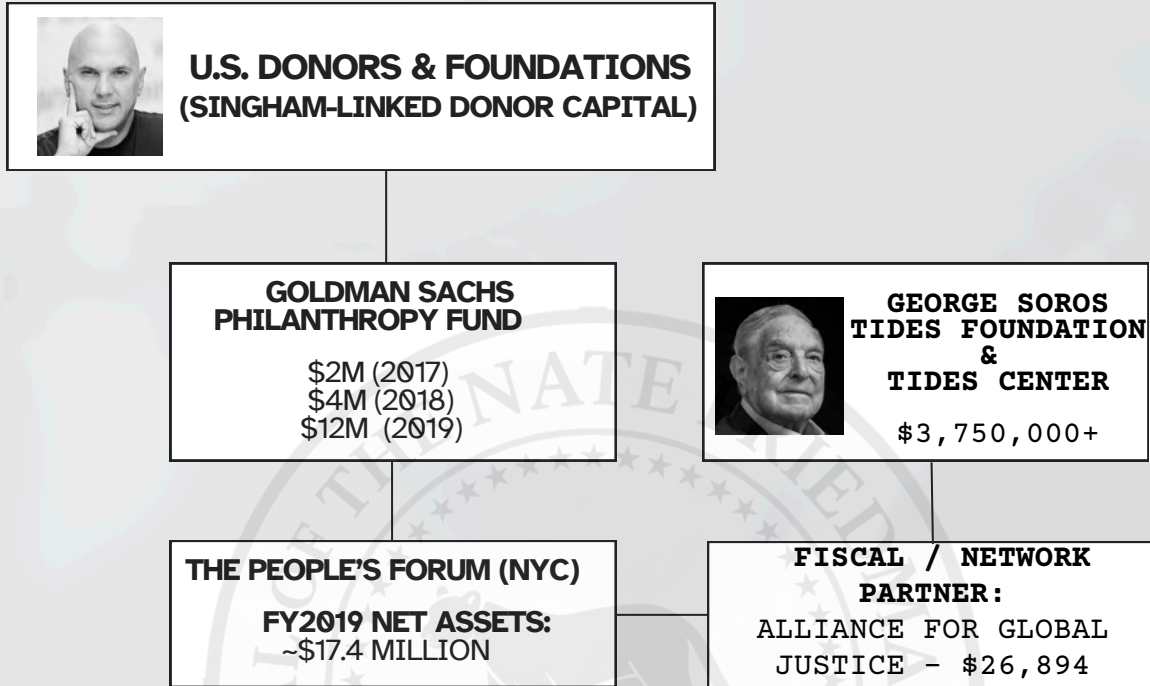 U.S. DONORS & FOUNDATIONS
(SINGHAM-LINKED DONOR CAPITAL)
GOLDMAN SACHS
PHILANTHROPY FUND
$2M (2017)
$4M (2018)
$12M (2019)
GEORGE SOROS
TIDES FOUNDATION
&
TIDES CENTER
$3,750,000+
THE PEOPLE'S FORUM (NYC)
FY2019 NET ASSETS:
~$17.4 MILLION
FISCAL / NETWORK
PARTNER:
ALLIANCE FOR GLOBAL
JUSTICE – $26,894